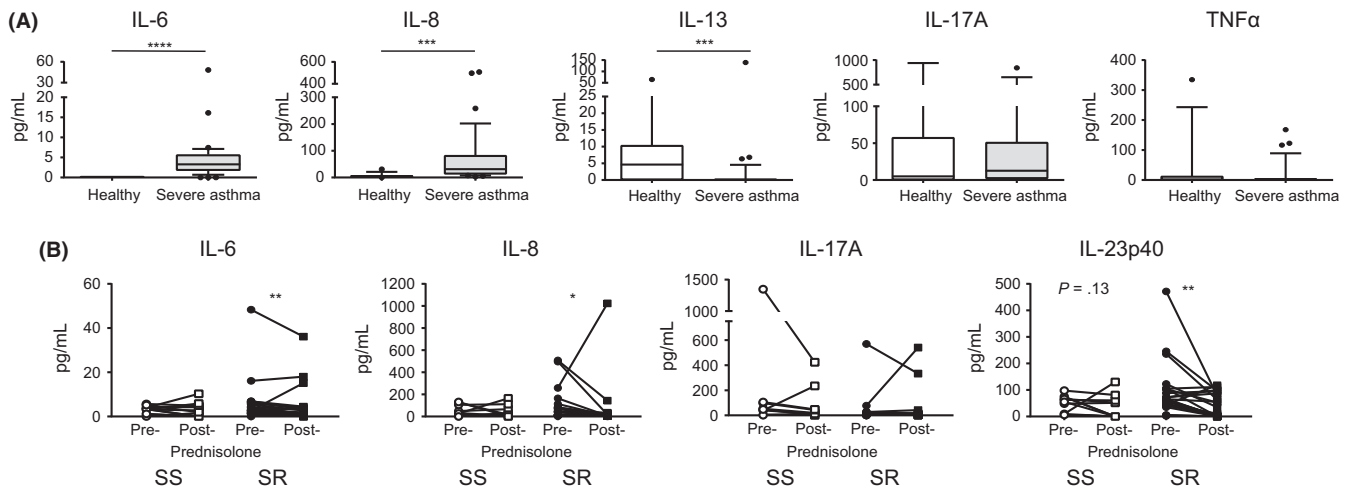 (A)
IL-6
IL-8
IL-13
IL-17A
TNFα
****
***
***
pg/mL
60
30
20
15
10
5
0
Healthy
Severe asthma
pg/mL
600
400
200
300
200
100
0
Healthy
Severe asthma
pg/mL
150
100
50
25
20
15
10
5
0
Healthy
Severe asthma
pg/mL
1000
500
100
50
0
Healthy
Severe asthma
pg/mL
400
300
200
100
0
Healthy
Severe asthma
(B)
IL-6
IL-8
IL-17A
IL-23p40
pg/mL
60
40
20
0
**
Pre-
Post-
Pre-
Post-
Prednisolone
SS
SR
pg/mL
1200
1000
800
600
400
200
0
*
Pre-
Post-
Pre-
Post-
Prednisolone
SS
SR
pg/mL
1500
1000
600
400
200
0
Pre-
Post-
Pre-
Post-
Prednisolone
SS
SR
pg/mL
500
400
300
200
100
0
P = .13
**
Pre-
Post-
Pre-
Post-
Prednisolone
SS
SR